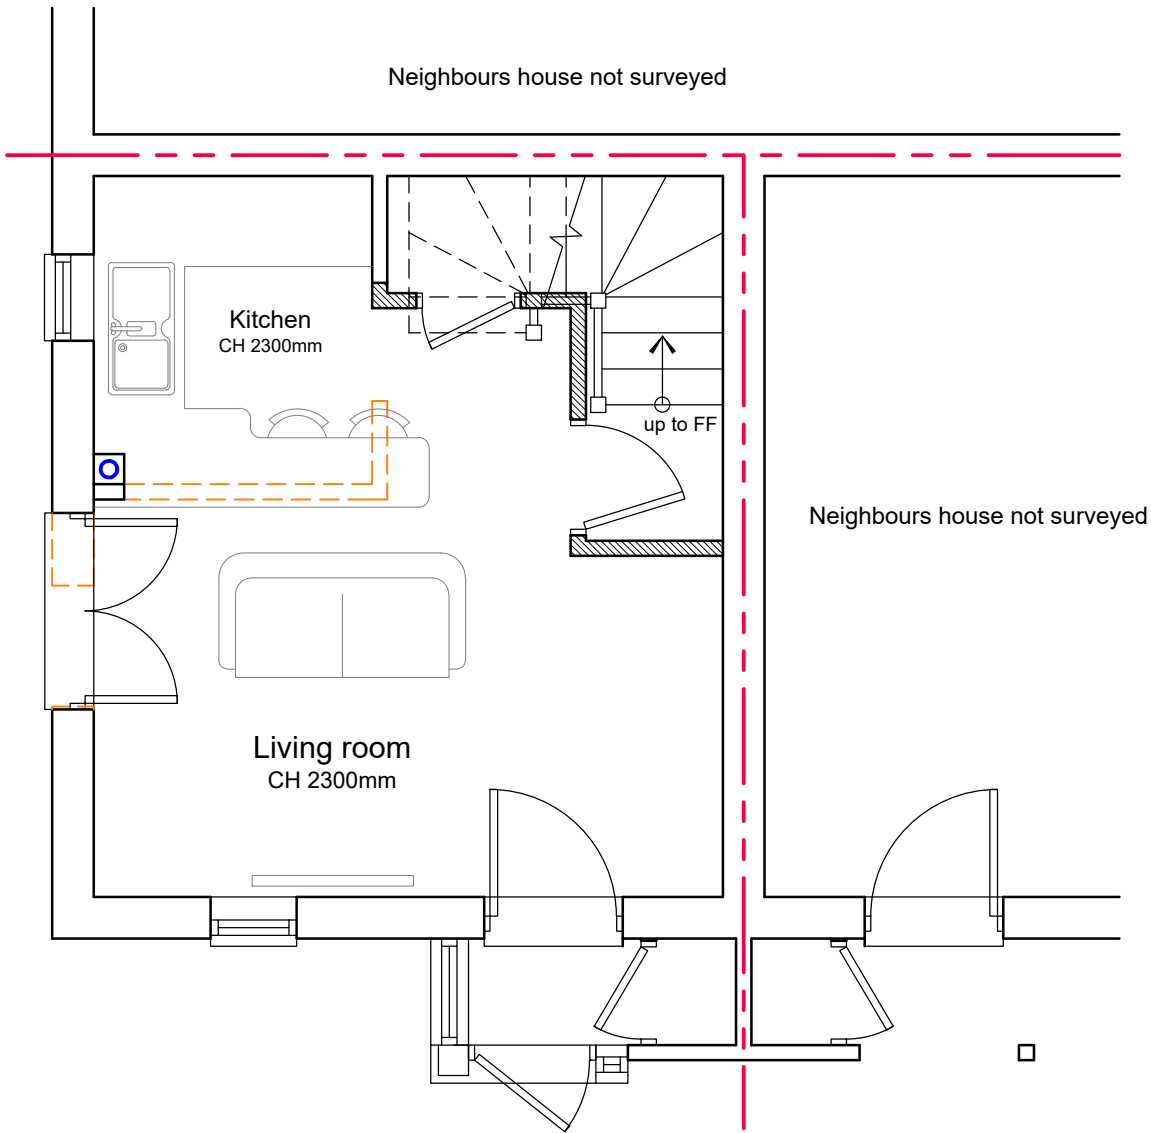 Neighbours house not surveyed
Kitchen
CH 2300mm
up to FF
Neighbours house not surveyed
Living room
CH 2300mm